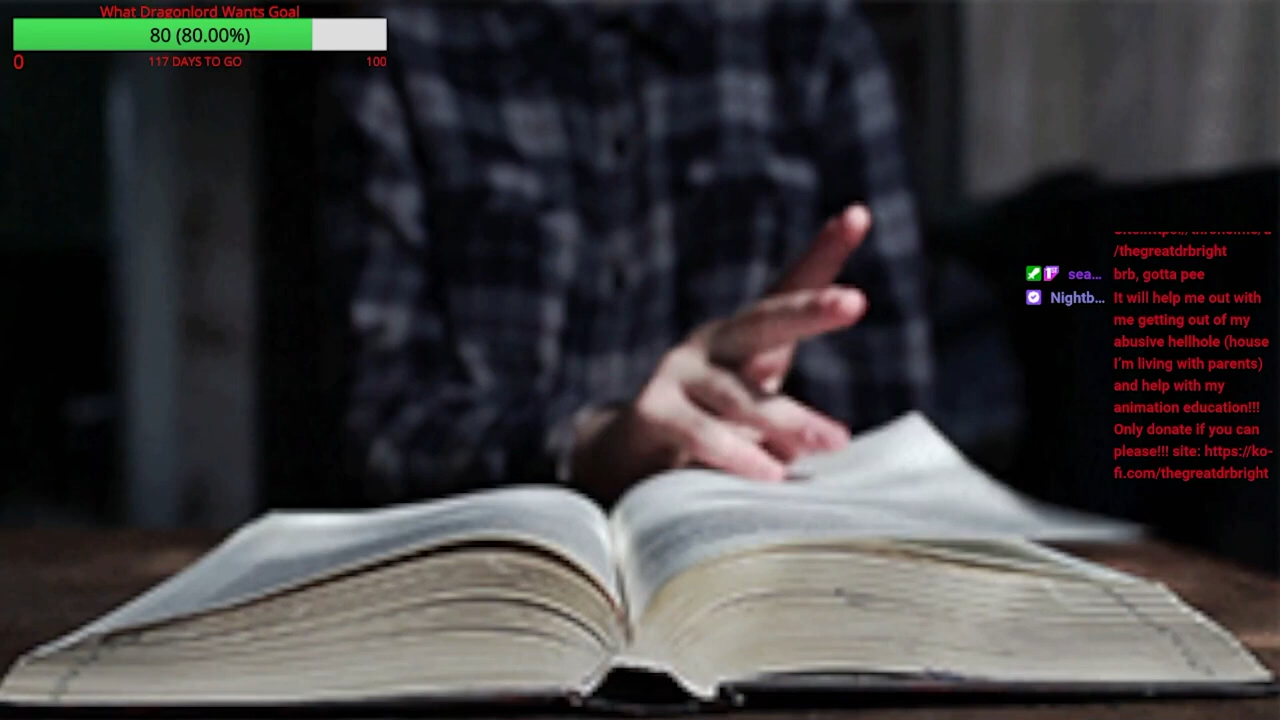 What Dragonlord Wants Goal
80 (80.00%)
0 117 DAYS TO GO 100
/thegreatdrbright
sea... brb, gotta pee
Nightb... It will help me out with
me getting out of my
abusive hellhole (house
I'm living with parents)
and help with my
animation education!!!
Only donate if you can
please!!! site: https://ko-
fi.com/thegreatdrbright